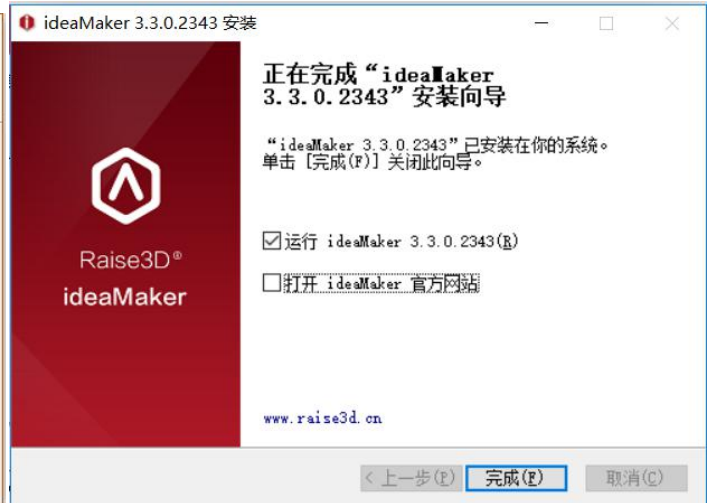 ideaMaker 3.3.0.2343 安装
正在完成“ideaMaker
3.3.0.2343”安装向导
“ideaMaker 3.3.0.2343”已安装在你的系统。
单击 [完成(F)] 关闭此向导。
运行 ideaMaker 3.3.0.2343(R)
打开 ideaMaker 官方网站
Raise3D®
ideaMaker
www.raise3d.cn
< 上一步(P) 完成(F) 取消(C)